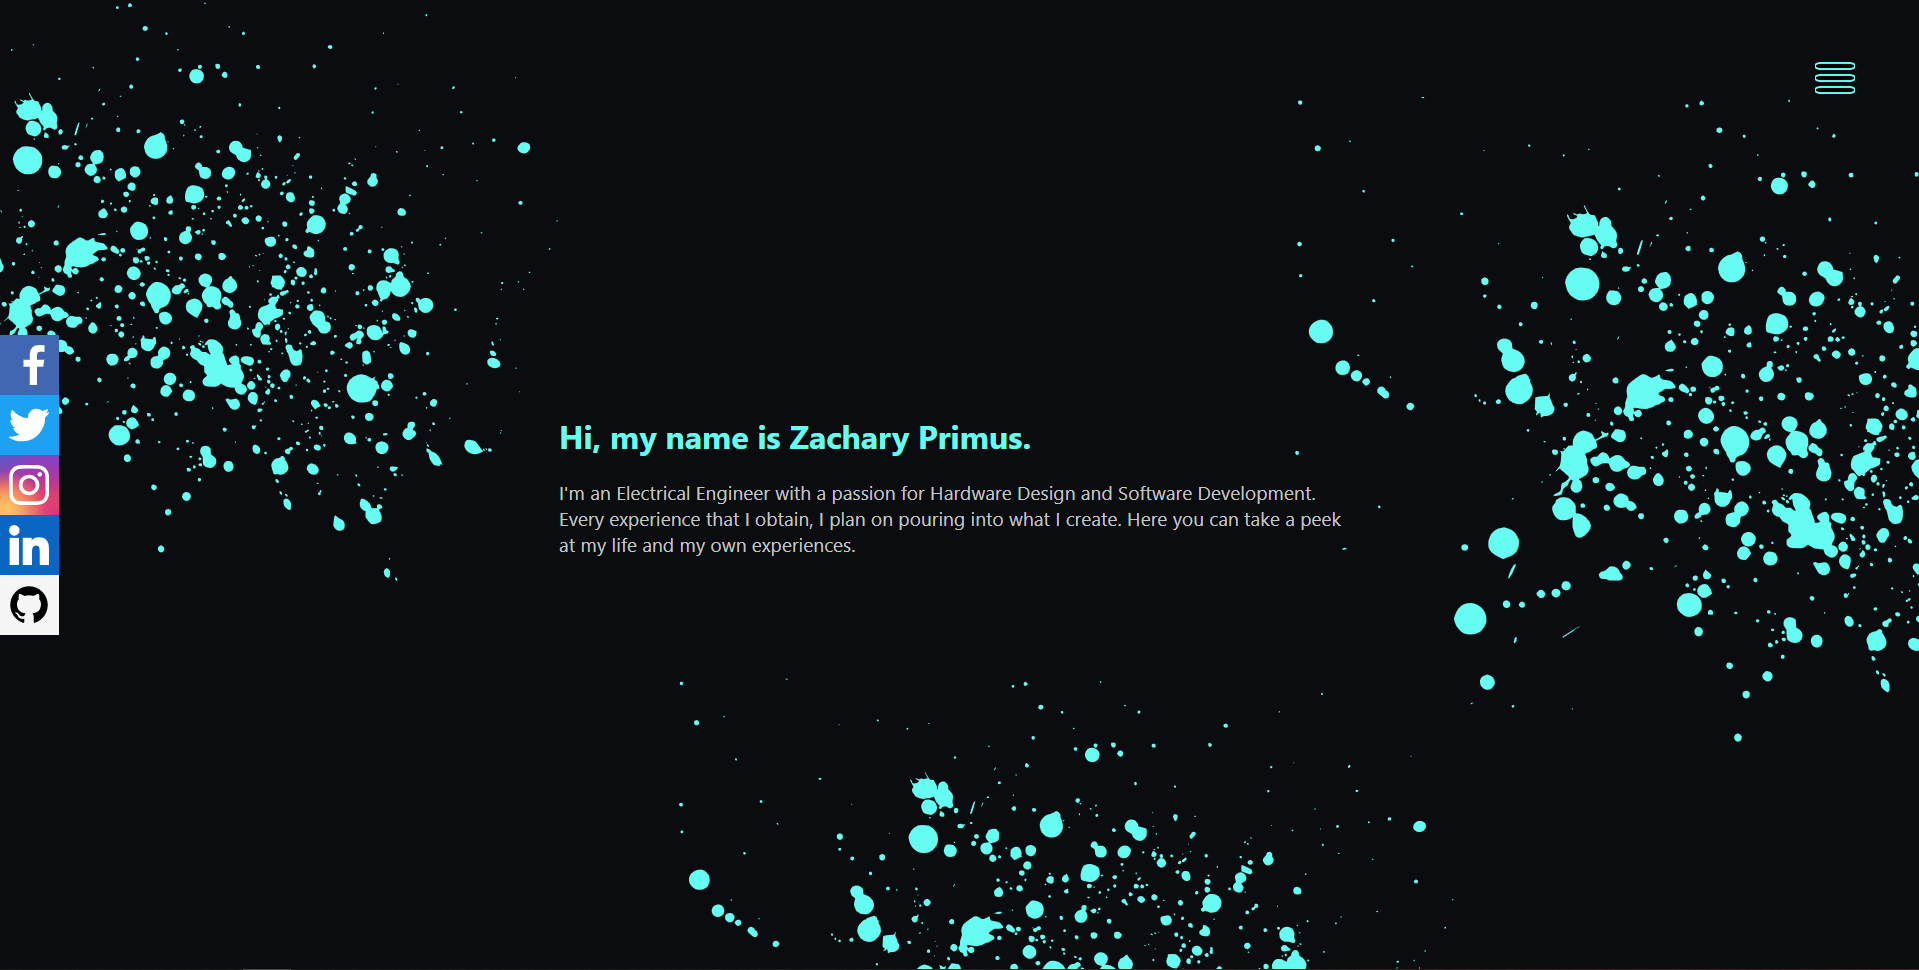 Hi, my name is Zachary Primus.
I'm an Electrical Engineer with a passion for Hardware Design and Software Development.
Every experience that I obtain, I plan on pouring into what I create. Here you can take a peek
at my life and my own experiences.